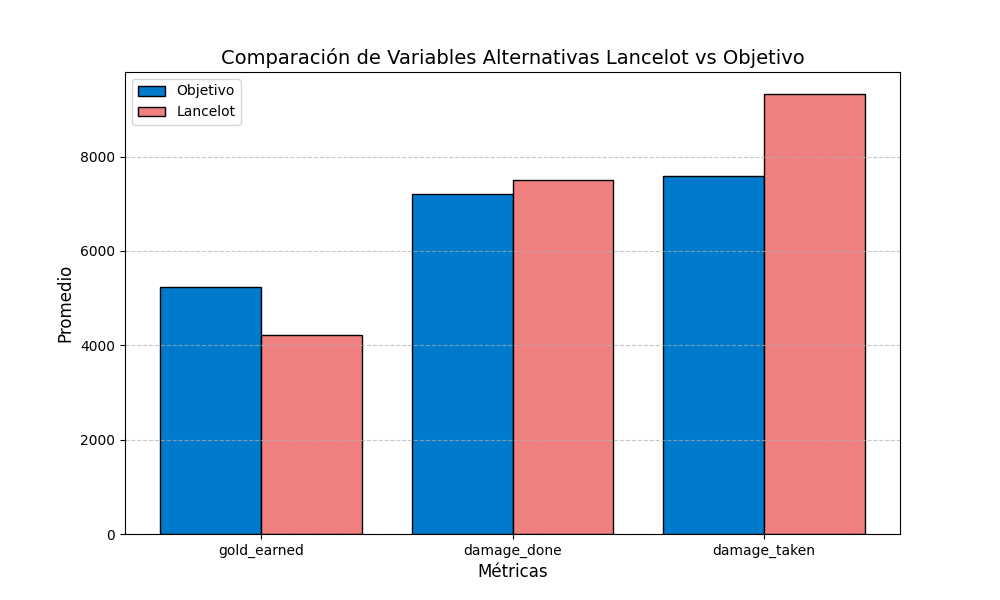 Comparación de Variables Alternativas Lancelot vs Objetivo
Objetivo
Lancelot
8000
6000
4000
2000
0
Promedio
gold_earned
damage_done
damage_taken
Métricas